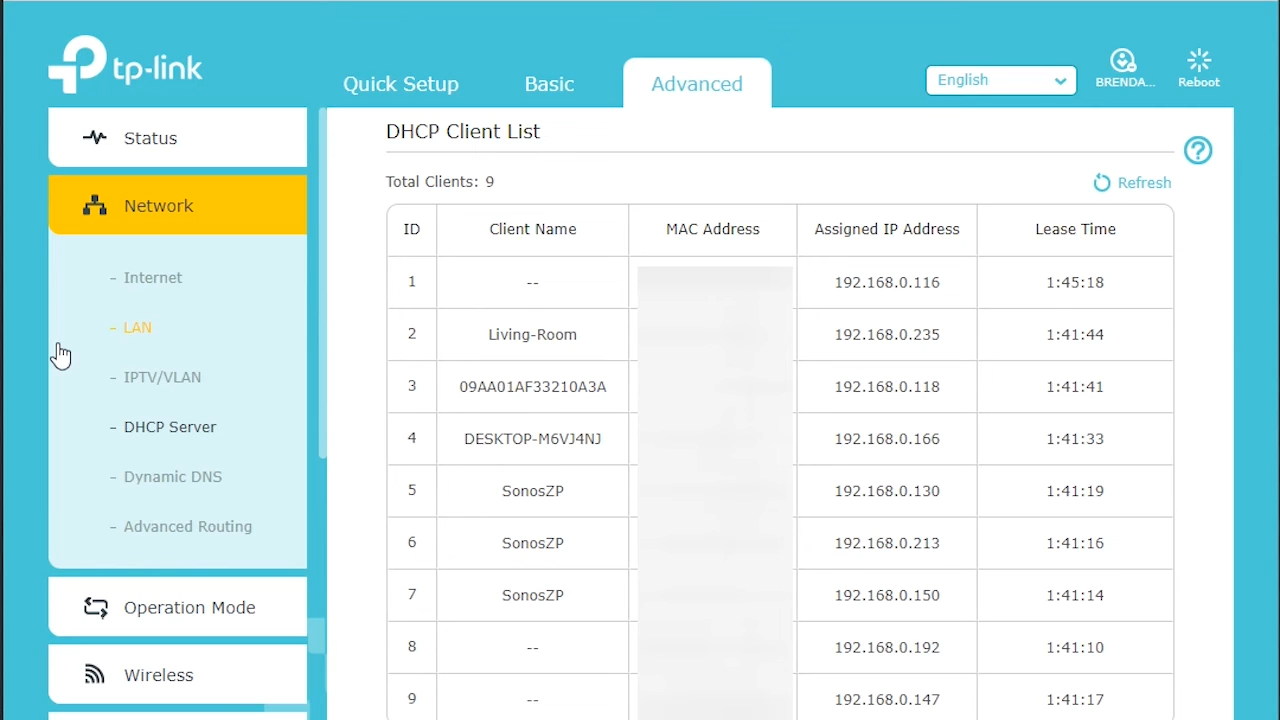 tp-link
Quick Setup
Basic
Advanced
English
BRENDA...
Reboot
Status
Network
- Internet
- LAN
- IPTV/VLAN
- DHCP Server
- Dynamic DNS
- Advanced Routing
Operation Mode
Wireless
DHCP Client List
Total Clients: 9
Refresh
ID Client Name MAC Address Assigned IP Address Lease Time
1 -- 192.168.0.116 1:45:18
2 Living-Room 192.168.0.235 1:41:44
3 09AA01AF33210A3A 192.168.0.118 1:41:41
4 DESKTOP-M6VJ4NJ 192.168.0.166 1:41:33
5 SonosZP 192.168.0.130 1:41:19
6 SonosZP 192.168.0.213 1:41:16
7 SonosZP 192.168.0.150 1:41:14
8 -- 192.168.0.192 1:41:10
9 -- 192.168.0.147 1:41:17